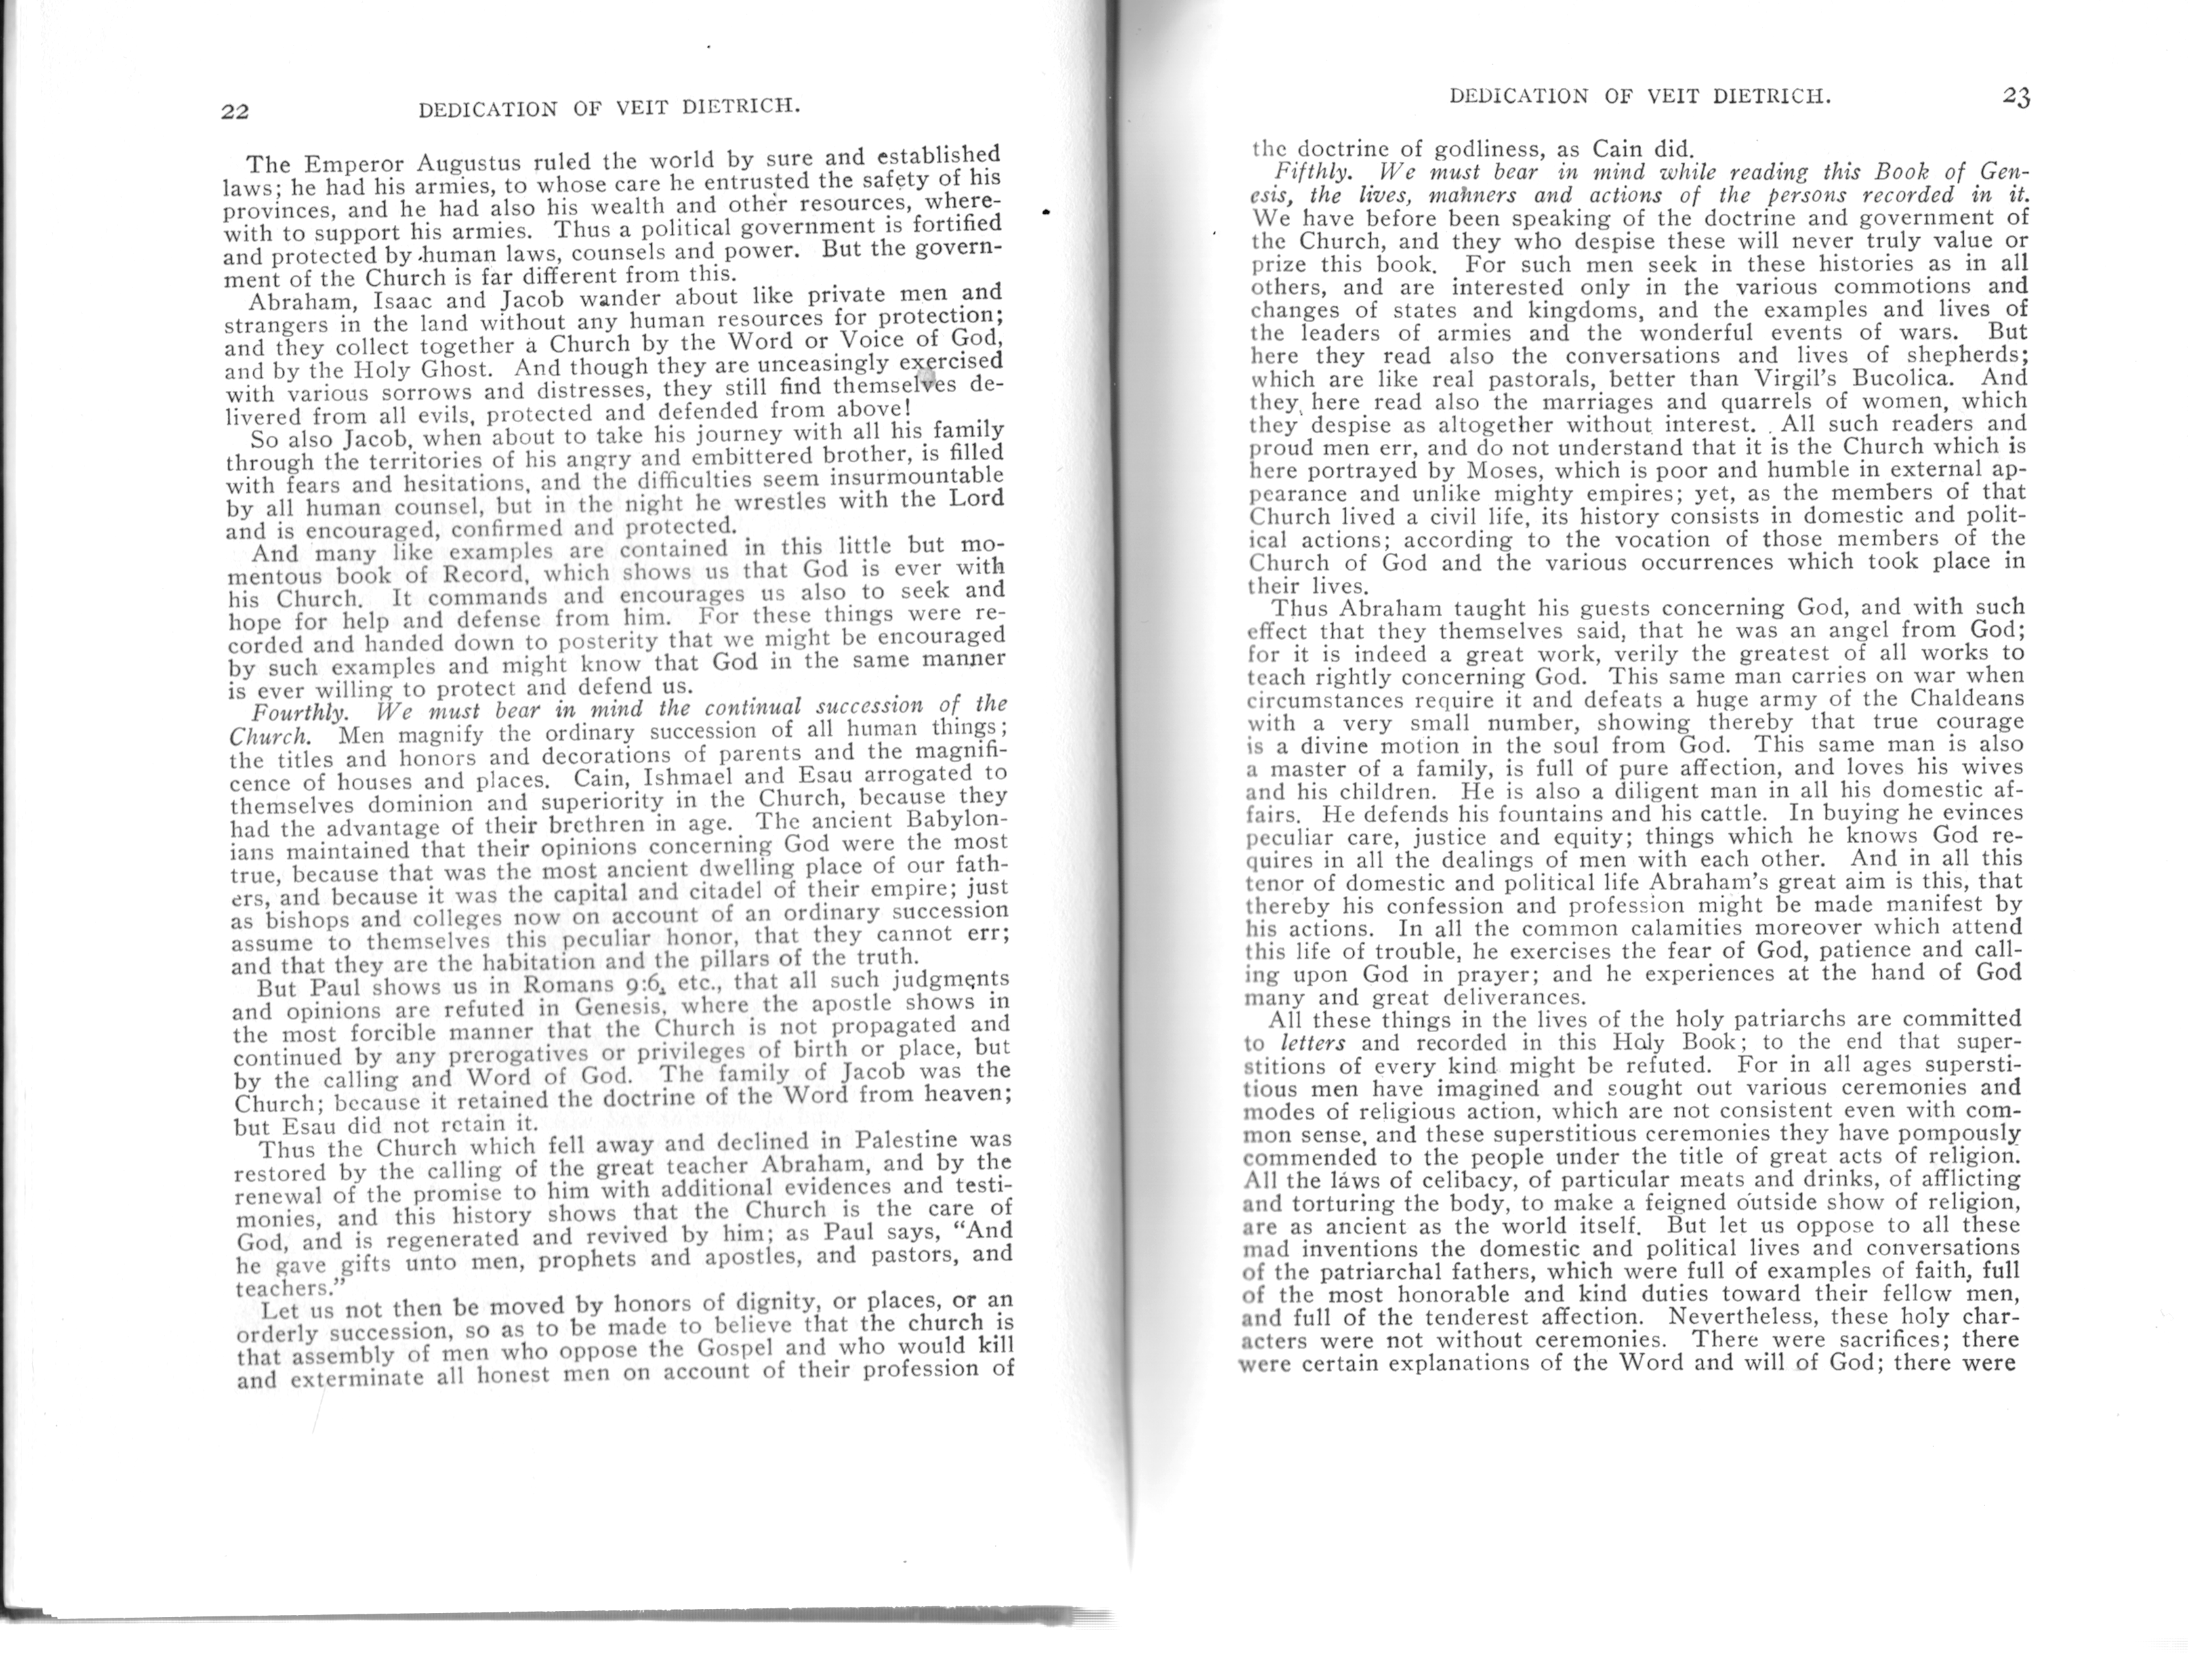 22 DEDICATION OF VEIT DIETRICH.
The Emperor Augustus ruled the world by sure and established
laws; he had his armies, to whose care he entrusted the safety of his
provinces, and he had also his wealth and other resources, where-
with to support his armies. Thus a political government is fortified
and protected by human laws, counsels and power. But the govern-
ment of the Church is far different from this.
Abraham, Isaac and Jacob wander about like private men and
strangers in the land without any human resources for protection;
and they collect together a Church by the Word or Voice of God,
and by the Holy Ghost. And though they are unceasingly exercised
with various sorrows and distresses, they still find themselves de-
livered from all evils, protected and defended from above!
So also Jacob, when about to take his journey with all his family
through the territories of his angry and embittered brother, is filled
with fears and hesitations, and the difficulties seem insurmountable
by all human counsel, but in the night he wrestles with the Lord
and is encouraged, confirmed and protected.
And many like examples are contained in this little but mo-
mentous book of Record, which shows us that God is ever with
his Church. It commands and encourages us also to seek and
hope for help and defense from him. For these things were re-
corded and handed down to posterity that we might be encouraged
by such examples and might know that God in the same manner
is ever willing to protect and defend us.
Fourthly. We must bear in mind the continual succession of the
Church. Men magnify the ordinary succession of all human things;
the titles and honors and decorations of parents and the magnifi-
cence of houses and places. Cain, Ishmael and Esau arrogated to
themselves dominion and superiority in the Church, because they
had the advantage of their brethren in age. The ancient Babylon-
ians maintained that their opinions concerning God were the most
true, because that was the most ancient dwelling place of our fath-
ers, and because it was the capital and citadel of their empire; just
as bishops and colleges now on account of an ordinary succession
assume to themselves this peculiar honor, that they cannot err;
and that they are the habitation and the pillars of the truth.
But Paul shows us in Romans 9:6, etc., that all such judgments
and opinions are refuted in Genesis, where the apostle shows in
the most forcible manner that the Church is not propagated and
continued by any prerogatives or privileges of birth or place, but
by the calling and Word of God. The family of Jacob was the
Church; because it retained the doctrine of the Word from heaven;
but Esau did not retain it.
Thus the Church which fell away and declined in Palestine was
restored by the calling of the great teacher Abraham, and by the
renewal of the promise to him with additional evidences and testi-
monies, and this history shows that the Church is the care of
God, and is regenerated and revived by him; as Paul says, "And
he gave gifts unto men, prophets and apostles, and pastors, and
teachers."
Let us not then be moved by honors of dignity, or places, or an
orderly succession, so as to be made to believe that the church is
that assembly of men who oppose the Gospel and who would kill
and exterminate all honest men on account of their profession of
DEDICATION OF VEIT DIETRICH. 23
the doctrine of godliness, as Cain did.
Fifthly. We must bear in mind while reading this Book of Gen-
esis, the lives, manners and actions of the persons recorded in it.
We have before been speaking of the doctrine and government of
the Church, and they who despise these will never truly value or
prize this book. For such men seek in these histories as in all
others, and are interested only in the various commotions and
changes of states and kingdoms, and the examples and lives of
the leaders of armies and the wonderful events of wars. But
here they read also the conversations and lives of shepherds;
which are like real pastorals, better than Virgil's Bucolica. And
they here read also the marriages and quarrels of women, which
they despise as altogether without interest. All such readers and
proud men err, and do not understand that it is the Church which is
here portrayed by Moses, which is poor and humble in external ap-
pearance and unlike mighty empires; yet, as the members of that
Church lived a civil life, its history consists in domestic and polit-
ical actions; according to the vocation of those members of the
Church of God and the various occurrences which took place in
their lives.
Thus Abraham taught his guests concerning God, and with such
effect that they themselves said, that he was an angel from God;
for it is indeed a great work, verily the greatest of all works to
teach rightly concerning God. This same man carries on war when
circumstances require it and defeats a huge army of the Chaldeans
with a very small number, showing thereby that true courage
is a divine motion in the soul from God. This same man is also
a master of a family, is full of pure affection, and loves his wives
and his children. He is also a diligent man in all his domestic af-
fairs. He defends his fountains and his cattle. In buying he evinces
peculiar care, justice and equity; things which he knows God re-
quires in all the dealings of men with each other. And in all this
tenor of domestic and political life Abraham's great aim is this, that
thereby his confession and profession might be made manifest by
his actions. In all the common calamities moreover which attend
this life of trouble, he exercises the fear of God, patience and call-
ing upon God in prayer; and he experiences at the hand of God
many and great deliverances.
All these things in the lives of the holy patriarchs are committed
to letters and recorded in this Holy Book; to the end that super-
stitions of every kind might be refuted. For in all ages supersti-
tious men have imagined and sought out various ceremonies and
modes of religious action, which are not consistent even with com-
mon sense, and these superstitious ceremonies they have pompously
commended to the people under the title of great acts of religion.
All the laws of celibacy, of particular meats and drinks, of afflicting
and torturing the body, to make a feigned outside show of religion,
are as ancient as the world itself. But let us oppose to all these
mad inventions the domestic and political lives and conversations
of the patriarchal fathers, which were full of examples of faith, full
of the most honorable and kind duties toward their fellow men,
and full of the tenderest affection. Nevertheless, these holy char-
acters were not without ceremonies. There were sacrifices; there
were certain explanations of the Word and will of God; there were